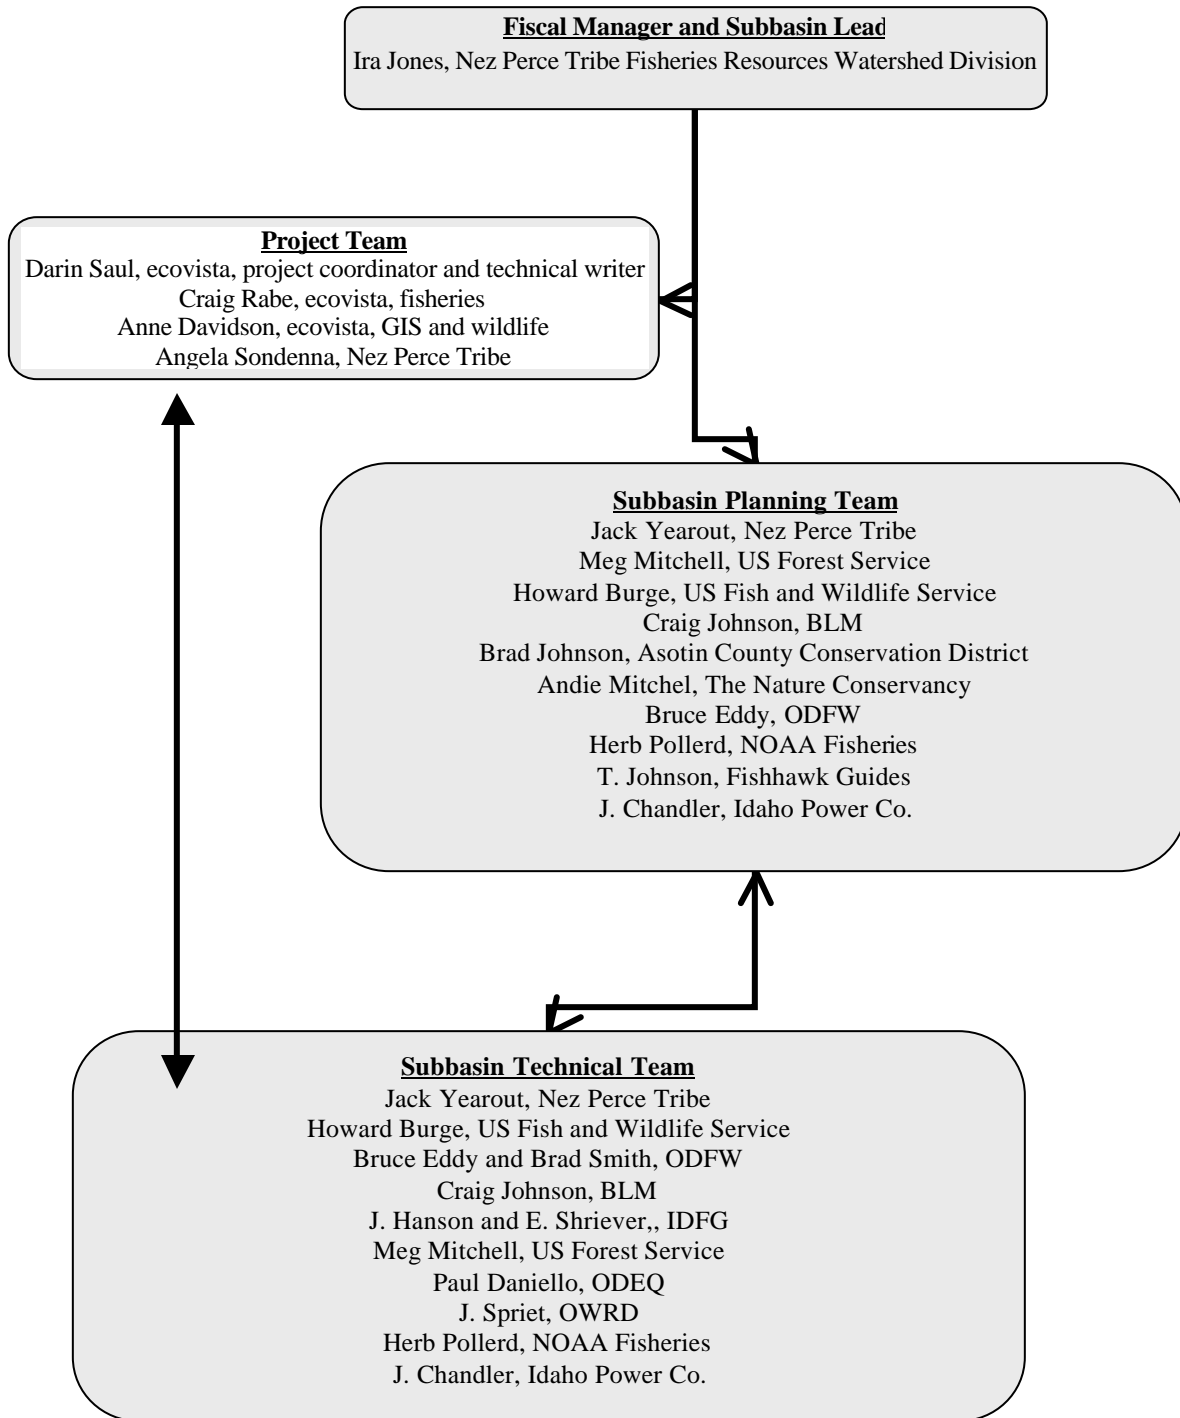 Fiscal Manager and Subbasin Lead
Ira Jones, Nez Perce Tribe Fisheries Resources Watershed Division
Project Team
Darin Saul, ecovista, project coordinator and technical writer
Craig Rabe, ecovista, fisheries
Anne Davidson, ecovista, GIS and wildlife
Angela Sondenna, Nez Perce Tribe
Subbasin Planning Team
Jack Yearout, Nez Perce Tribe
Meg Mitchell, US Forest Service
Howard Burge, US Fish and Wildlife Service
Craig Johnson, BLM
Brad Johnson, Asotin County Conservation District
Andie Mitchel, The Nature Conservancy
Bruce Eddy, ODFW
Herb Pollerd, NOAA Fisheries
T. Johnson, Fishhawk Guides
J. Chandler, Idaho Power Co.
Subbasin Technical Team
Jack Yearout, Nez Perce Tribe
Howard Burge, US Fish and Wildlife Service
Bruce Eddy and Brad Smith, ODFW
Craig Johnson, BLM
J. Hanson and E. Shriever,, IDFG
Meg Mitchell, US Forest Service
Paul Daniello, ODEQ
J. Spriet, OWRD
Herb Pollerd, NOAA Fisheries
J. Chandler, Idaho Power Co.